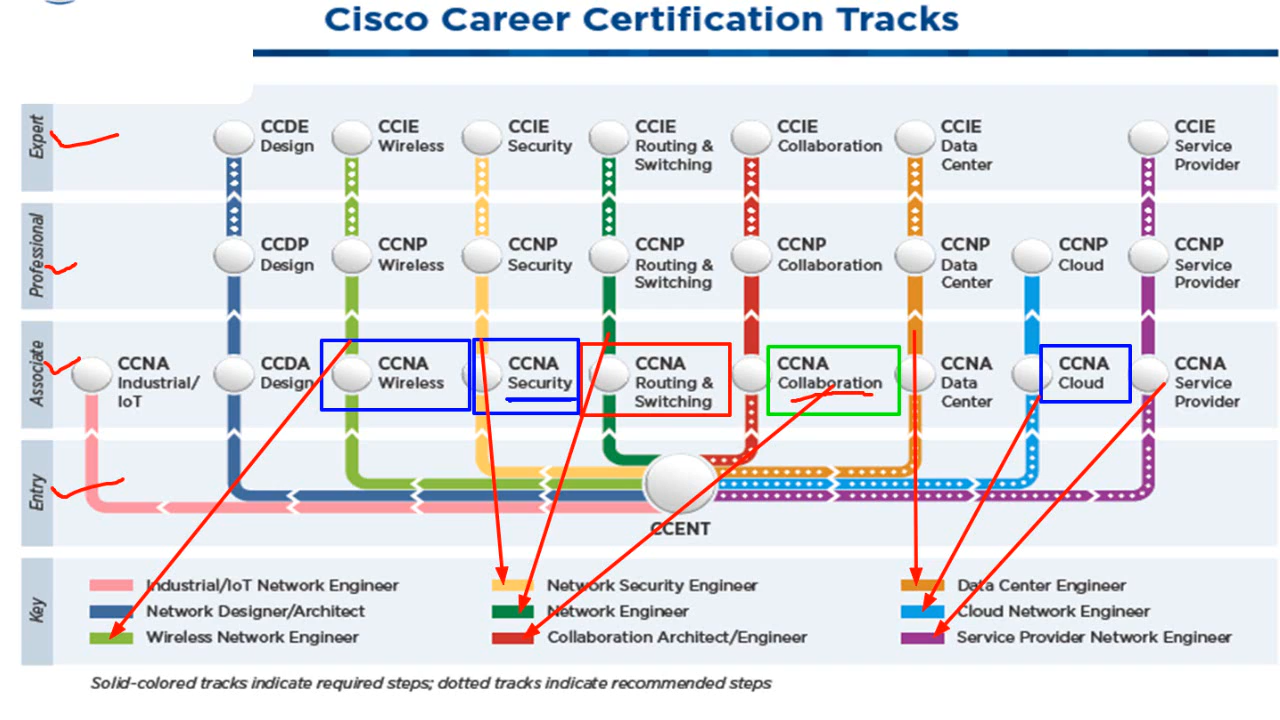 Cisco Career Certification Tracks
Expert
CCDE
Design
CCIE
Wireless
CCIE
Security
CCIE
Routing &
Switching
CCIE
Collaboration
CCIE
Data
Center
CCIE
Service
Provider
Professional
CCDP
Design
CCNP
Wireless
CCNP
Security
CCNP
Routing &
Switching
CCNP
Collaboration
CCNP
Data
Center
CCNP
Cloud
CCNP
Service
Provider
Associate
CCNA
Industrial/
IoT
CCDA
Design
CCNA
Wireless
CCNA
Security
CCNA
Routing &
Switching
CCNA
Collaboration
CCNA
Data
Center
CCNA
Cloud
CCNA
Service
Provider
Entry
CCENT
Key
Industrial/IoT Network Engineer
Network Designer/Architect
Wireless Network Engineer
Network Security Engineer
Network Engineer
Collaboration Architect/Engineer
Data Center Engineer
Cloud Network Engineer
Service Provider Network Engineer
Solid-colored tracks indicate required steps; dotted tracks indicate recommended steps